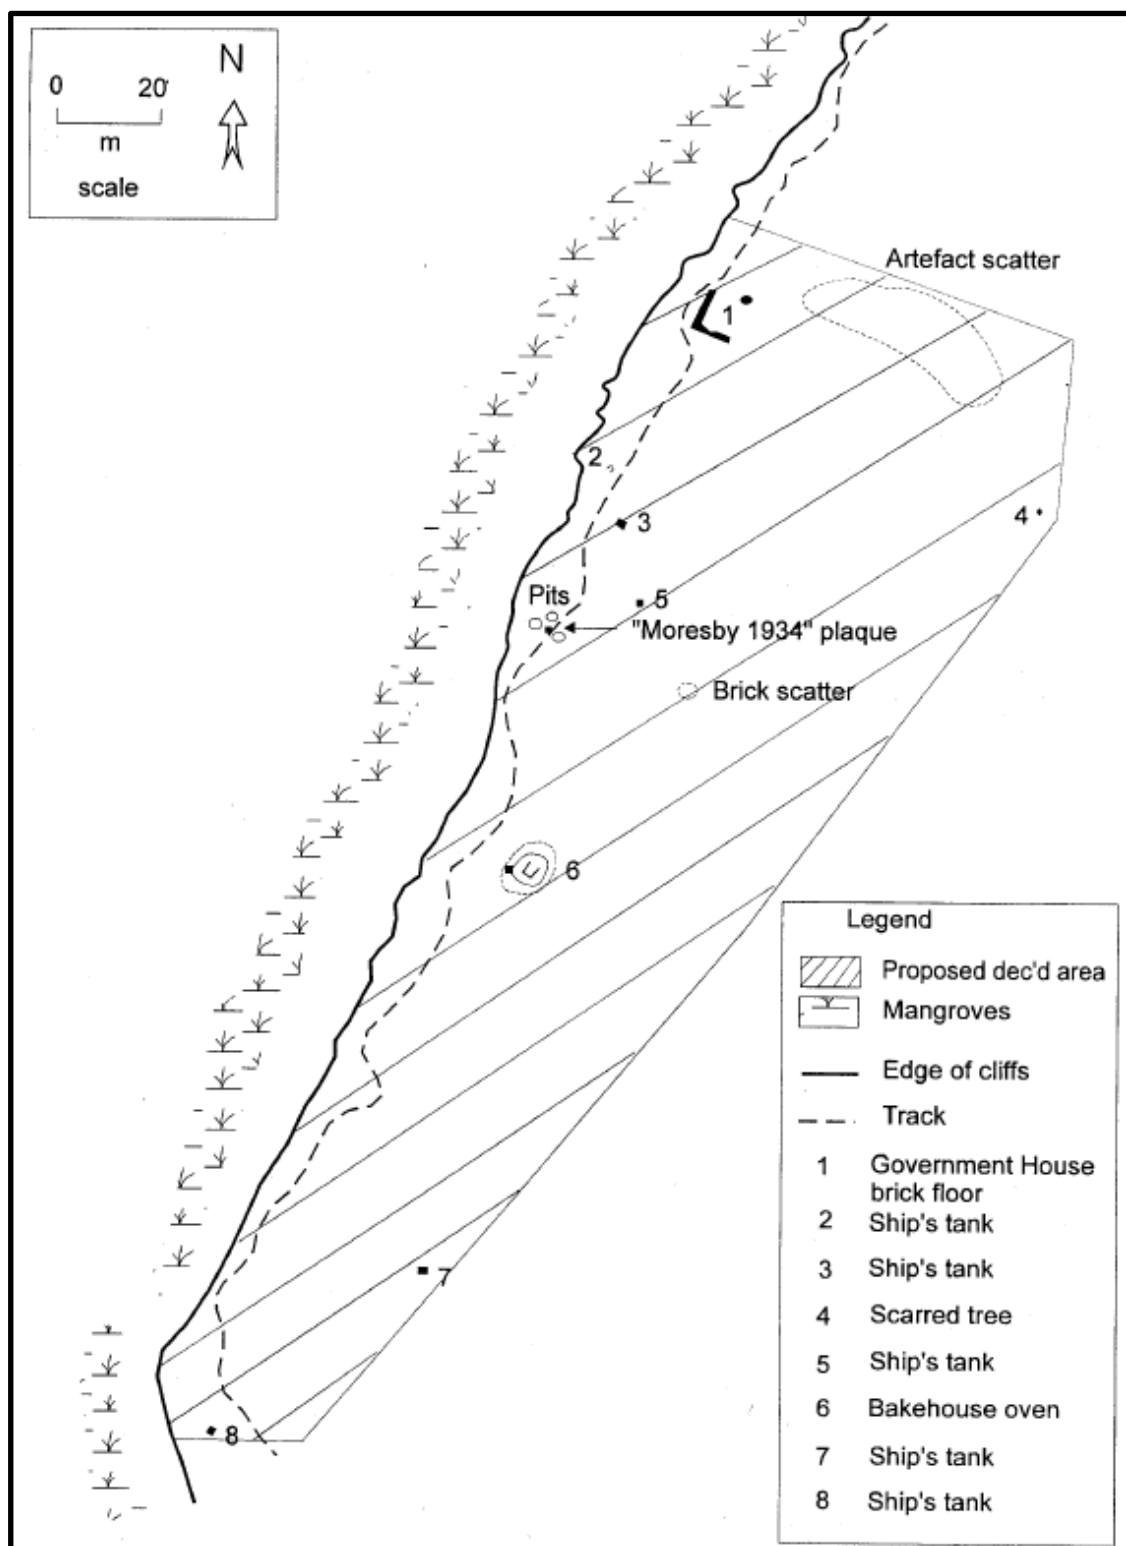 N
0 20'
m
scale
Artefact scatter
1
2
3
4
Pits
5
"Moresby 1934" plaque
Brick scatter
6
7
8
Legend
Proposed dec'd area
Mangroves
Edge of cliffs
Track
1 Government House
brick floor
2 Ship's tank
3 Ship's tank
4 Scarred tree
5 Ship's tank
6 Bakehouse oven
7 Ship's tank
8 Ship's tank